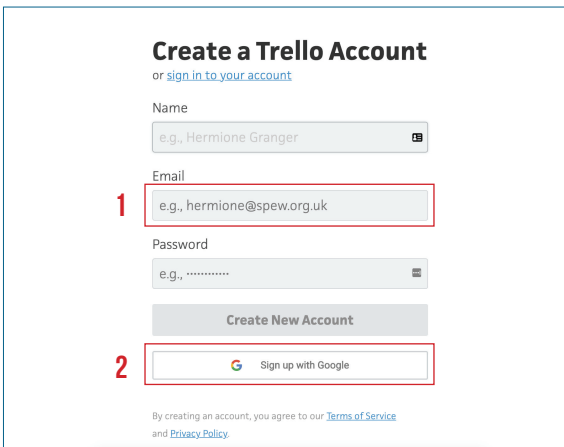 Create a Trello Account
or sign in to your account
Name
e.g., Hermione Granger
Email
1
e.g., hermione@spew.org.uk
Password
e.g., ············
Create New Account
2
Sign up with Google
By creating an account, you agree to our Terms of Service
and Privacy Policy.